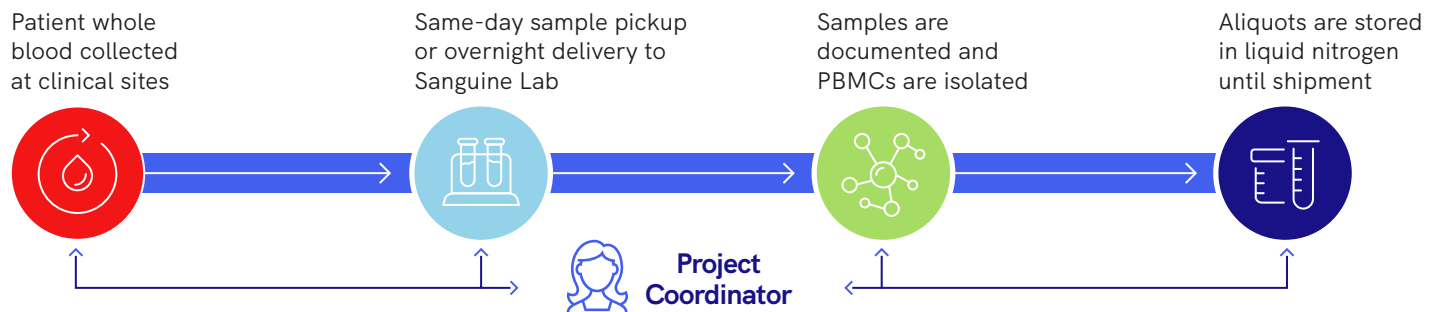 Patient whole
blood collected
at clinical sites
Same-day sample pickup
or overnight delivery to
Sanguine Lab
Samples are
documented and
PBMCs are isolated
Aliquots are stored
in liquid nitrogen
until shipment
Project
Coordinator